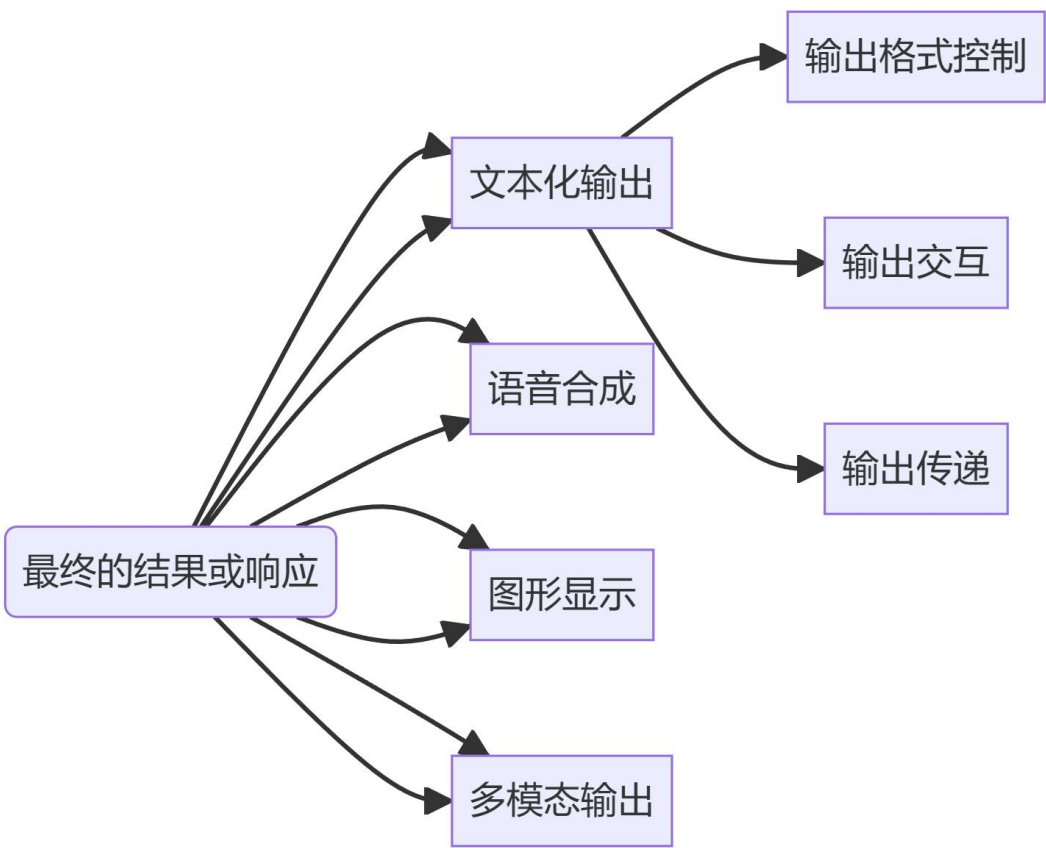 输出格式控制
文本化输出
输出交互
语音合成
输出传递
最终的结果或响应
图形显示
多模态输出